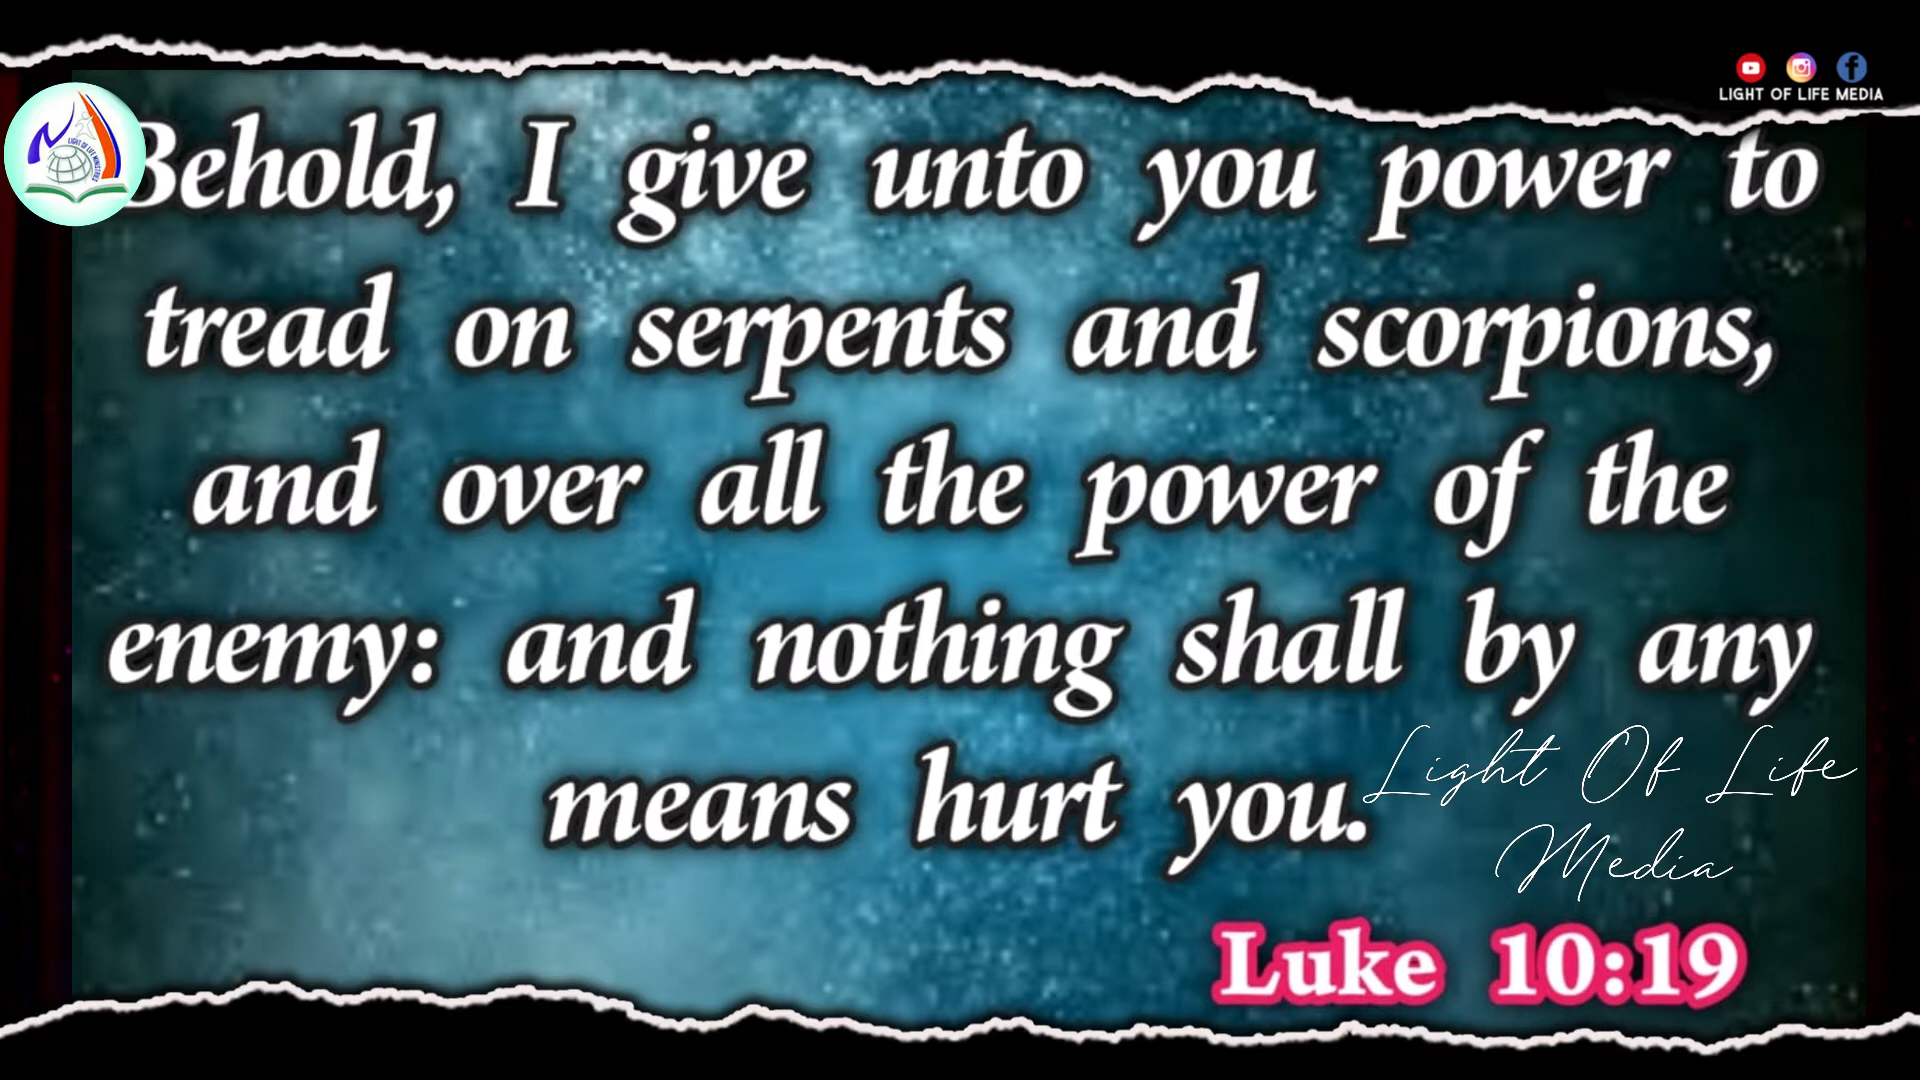 LIGHT OF LIFE MEDIA
Behold, I give unto you power to
tread on serpents and scorpions,
and over all the power of the
enemy: and nothing shall by any
means hurt you.
Light Of Life
Media
Luke 10:19